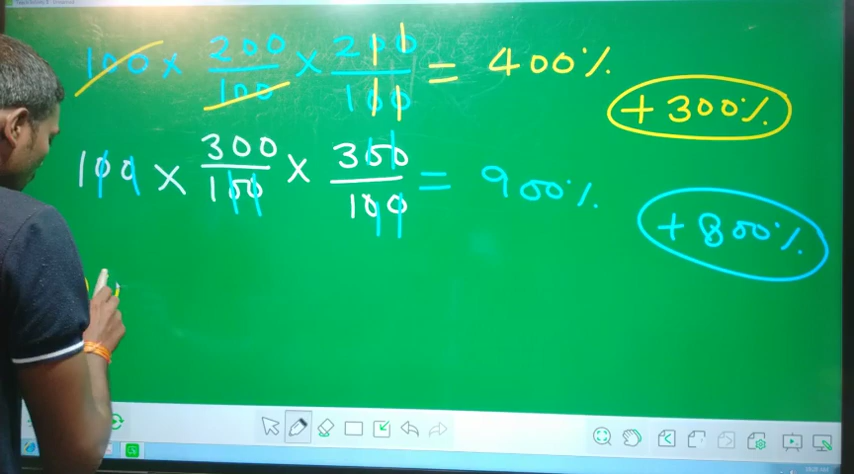 100 × 200/100 × 200/100 = 400%
+ 300%
100 × 300/100 × 300/100 = 900%
+ 800%